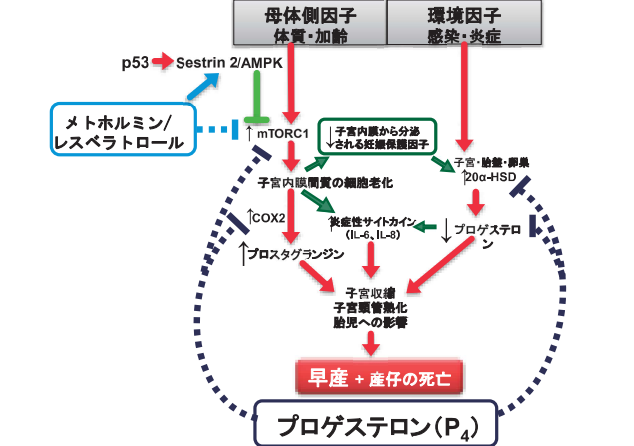 母体側因子
体質・加齢
環境因子
感染・炎症
p53
Sestrin 2/AMPK
メトホルミン/
レスベラトロール
↑ mTORC1
↓子宮内膜から分泌
される妊娠保護因子
子宮・胎盤・卵巣
↑20α-HSD
子宮内膜間質の細胞老化
↑COX2
↑プロスタグランジン
↑炎症性サイトカイン
(IL-6、IL-8)
↓プロゲステロ
ン
子宮収縮
子宮頸管熟化
胎児への影響
早産 + 産仔の死亡
プロゲステロン(P4)